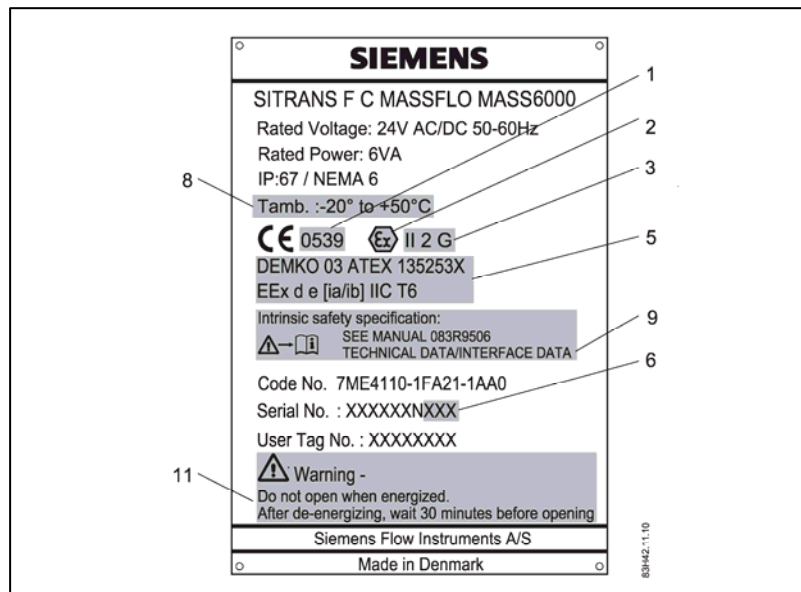 SIEMENS
SITRANS F C MASSFLO MASS6000
Rated Voltage: 24V AC/DC 50-60Hz
Rated Power: 6VA
IP:67 / NEMA 6
Tamb. :-20° to +50°C
CE 0539 Ex II 2 G
DEMKO 03 ATEX 135253X
EEx d e [ia/ib] IIC T6
Intrinsic safety specification:
SEE MANUAL 083R9506
TECHNICAL DATA/INTERFACE DATA
Code No. 7ME4110-1FA21-1AA0
Serial No. : XXXXXXNXXX
User Tag No. : XXXXXXXX
Warning -
Do not open when energized.
After de-energizing, wait 30 minutes before opening
Siemens Flow Instruments A/S
Made in Denmark
1
2
3
8
5
9
6
11
83H42.11.10